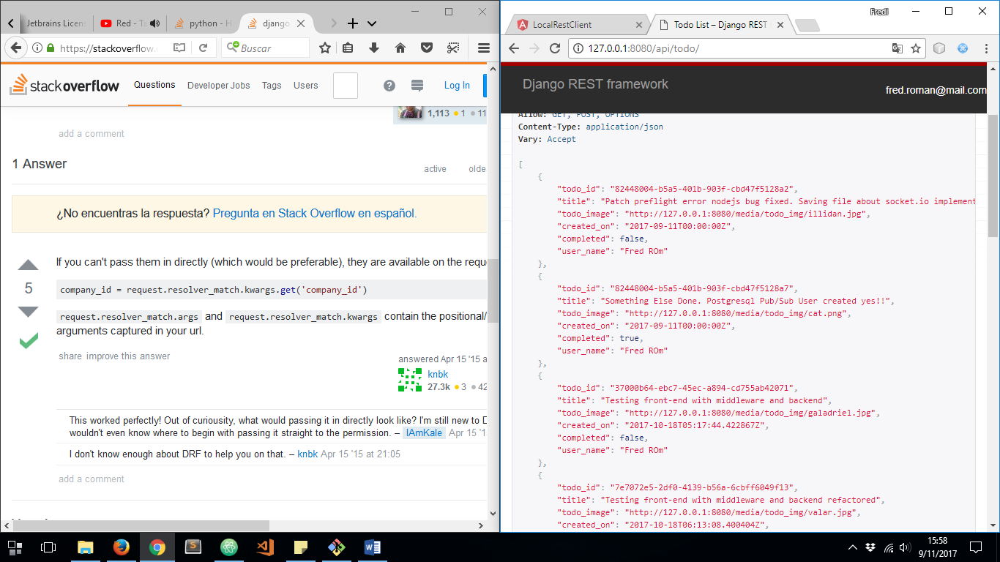 Jetbrains Licens
Red - Ta
python - H
django
https://stackoverflow.
Buscar
stackoverflow
Questions
Developer Jobs
Tags
Users
Log In
1,113 1 11
add a comment
1 Answer
active
olde
¿No encuentras la respuesta? Pregunta en Stack Overflow en español.
If you can't pass them in directly (which would be preferable), they are available on the reque
5
company_id = request.resolver_match.kwargs.get('company_id')
request.resolver_match.args and request.resolver_match.kwargs contain the positional/
arguments captured in your url.
share improve this answer
answered Apr 15 '15 a
knbk
27.3k 3 42
This worked perfectly! Out of curiousity, what would passing it in directly look like? I'm still new to D
wouldn't even know where to begin with passing it straight to the permission. – IAmKale Apr 15 '1
I don't know enough about DRF to help you on that. – knbk Apr 15 '15 at 21:05
add a comment
Fredi
LocalRestClient
Todo List – Django REST
127.0.0.1:8080/api/todo/
Django REST framework
fred.roman@mail.com
Allow: GET, POST, OPTIONS
Content-Type: application/json
Vary: Accept
[
{
"todo_id": "82448004-b5a5-401b-903f-cbd47f5128a2",
"title": "Patch preflight error nodejs bug fixed. Saving file about socket.io implement
"todo_image": "http://127.0.0.1:8080/media/todo_img/illidan.jpg",
"created_on": "2017-09-11T00:00:00Z",
"completed": false,
"user_name": "Fred ROm"
},
{
"todo_id": "82448004-b5a5-401b-903f-cbd47f5128a7",
"title": "Something Else Done. Postgresql Pub/Sub User created yes!!",
"todo_image": "http://127.0.0.1:8080/media/todo_img/cat.png",
"created_on": "2017-09-11T00:00:00Z",
"completed": true,
"user_name": "Fred ROm"
},
{
"todo_id": "37000b64-ebc7-45ec-a894-cd755ab42071",
"title": "Testing front-end with middleware and backend",
"todo_image": "http://127.0.0.1:8080/media/todo_img/galadriel.jpg",
"created_on": "2017-10-18T05:17:44.422867Z",
"completed": false,
"user_name": "Fred ROm"
},
{
"todo_id": "7e7072e5-2df0-4139-b56a-6cbff6049f13",
"title": "Testing front-end with middleware and backend refactored",
"todo_image": "http://127.0.0.1:8080/media/todo_img/valar.jpg",
"created_on": "2017-10-18T06:13:08.400404Z",
15:58
9/11/2017